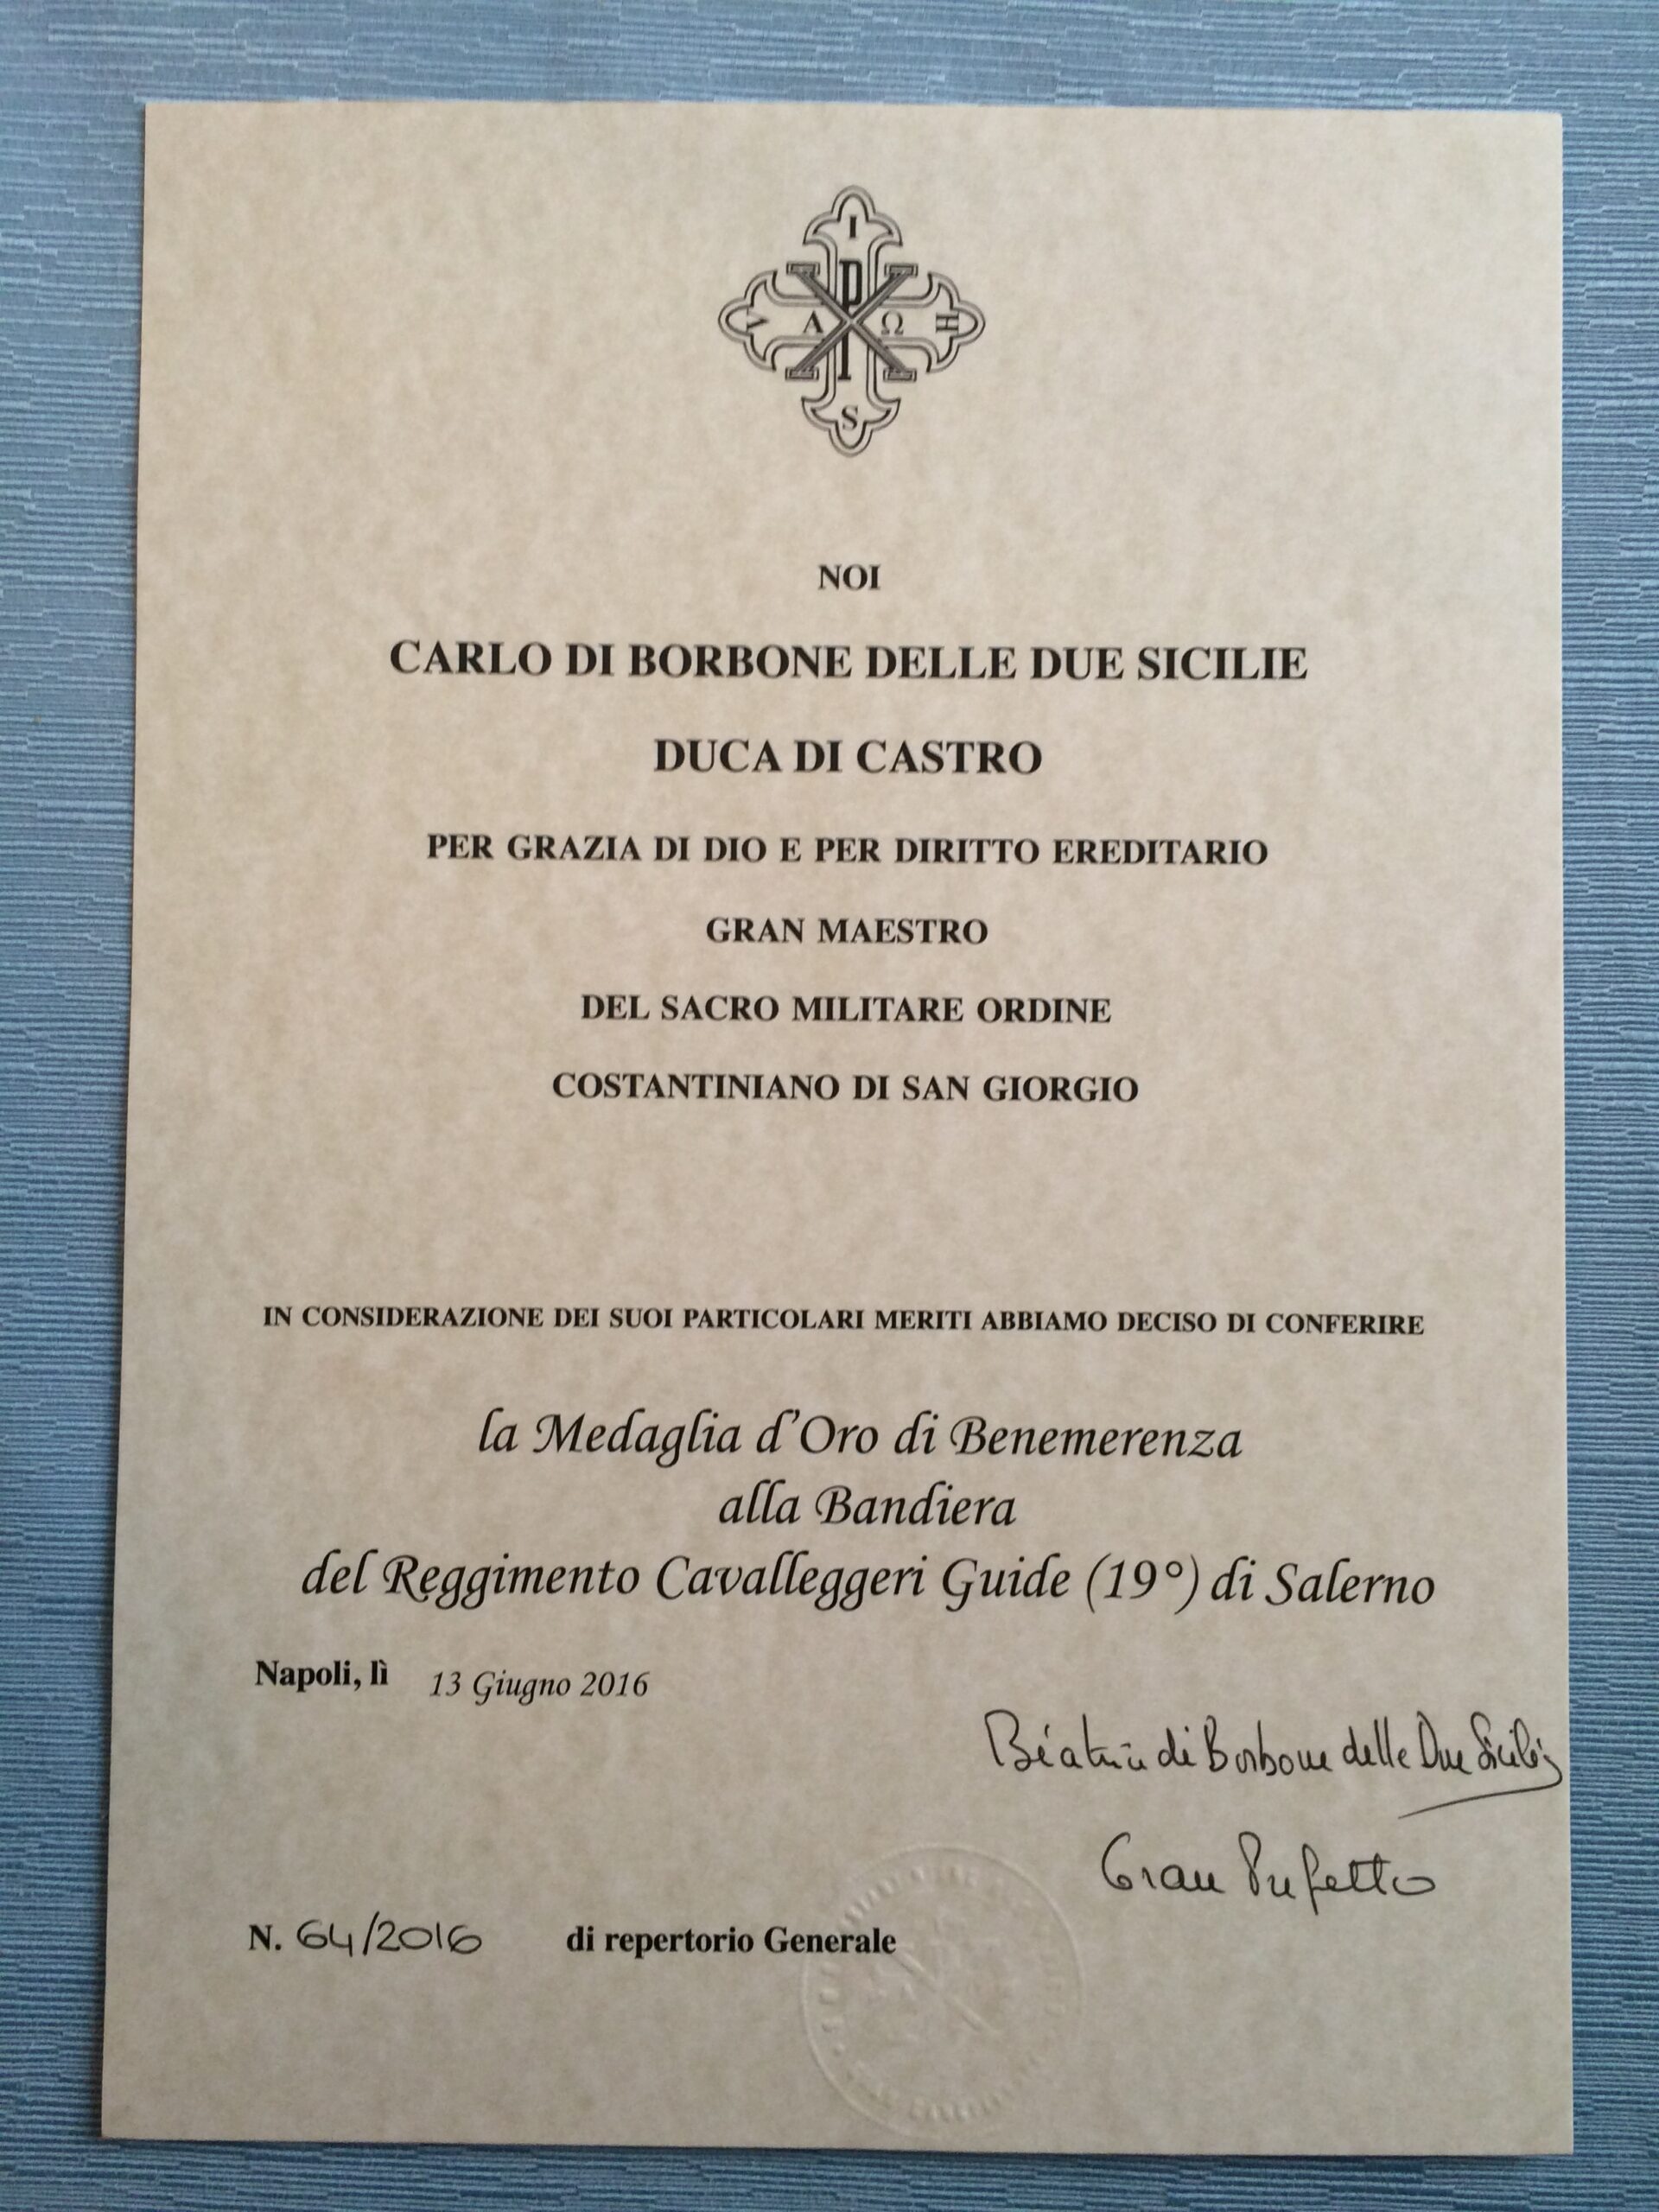 I
P
V A X Ω H
S
NOI
CARLO DI BORBONE DELLE DUE SICILIE
DUCA DI CASTRO
PER GRAZIA DI DIO E PER DIRITTO EREDITARIO
GRAN MAESTRO
DEL SACRO MILITARE ORDINE
COSTANTINIANO DI SAN GIORGIO
IN CONSIDERAZIONE DEI SUOI PARTICOLARI MERITI ABBIAMO DECISO DI CONFERIRE
la Medaglia d'Oro di Benemerenza
alla Bandiera
del Reggimento Cavalleggeri Guide (19°) di Salerno
Napoli, lì 13 Giugno 2016
Béatrice di Borbone delle Due Sicilie
Gran Prefetto
N. 64/2016 di repertorio Generale